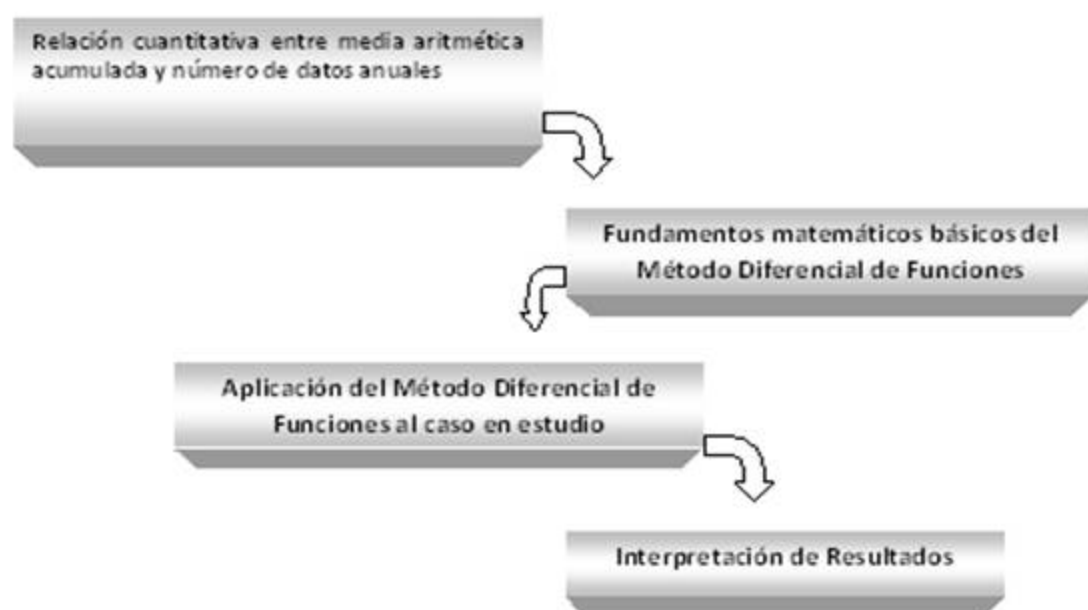 Relación cuantitativa entre media aritmética
acumulada y número de datos anuales
Fundamentos matemáticos básicos del
Método Diferencial de Funciones
Aplicación del Método Diferencial de
Funciones al caso en estudio
Interpretación de Resultados